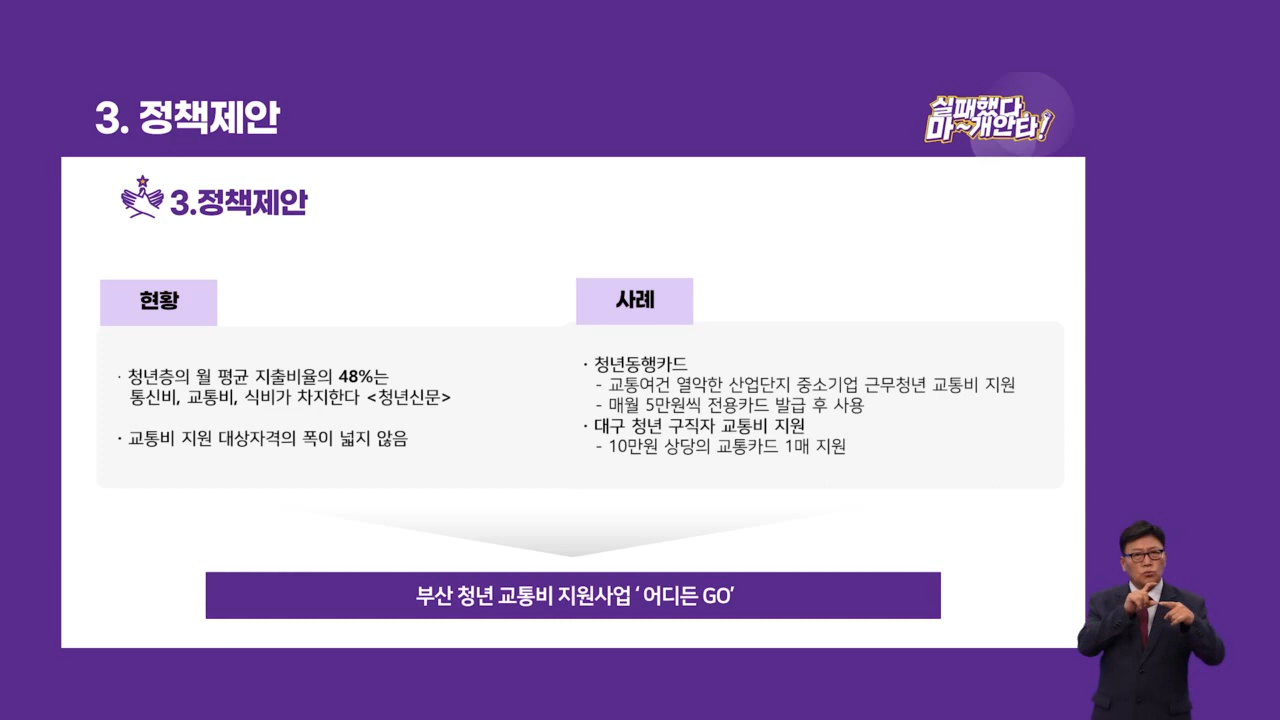 3. 정책제안
실패했다,
마~개안타!
3.정책제안
현황
· 청년층의 월 평균 지출비율의 48%는
통신비, 교통비, 식비가 차지한다 <청년신문>
· 교통비 지원 대상자격의 폭이 넓지 않음
사례
· 청년동행카드
- 교통여건 열악한 산업단지 중소기업 근무청년 교통비 지원
- 매월 5만원씩 전용카드 발급 후 사용
· 대구 청년 구직자 교통비 지원
- 10만원 상당의 교통카드 1매 지원
부산 청년 교통비 지원사업 ‘ 어디든 GO’